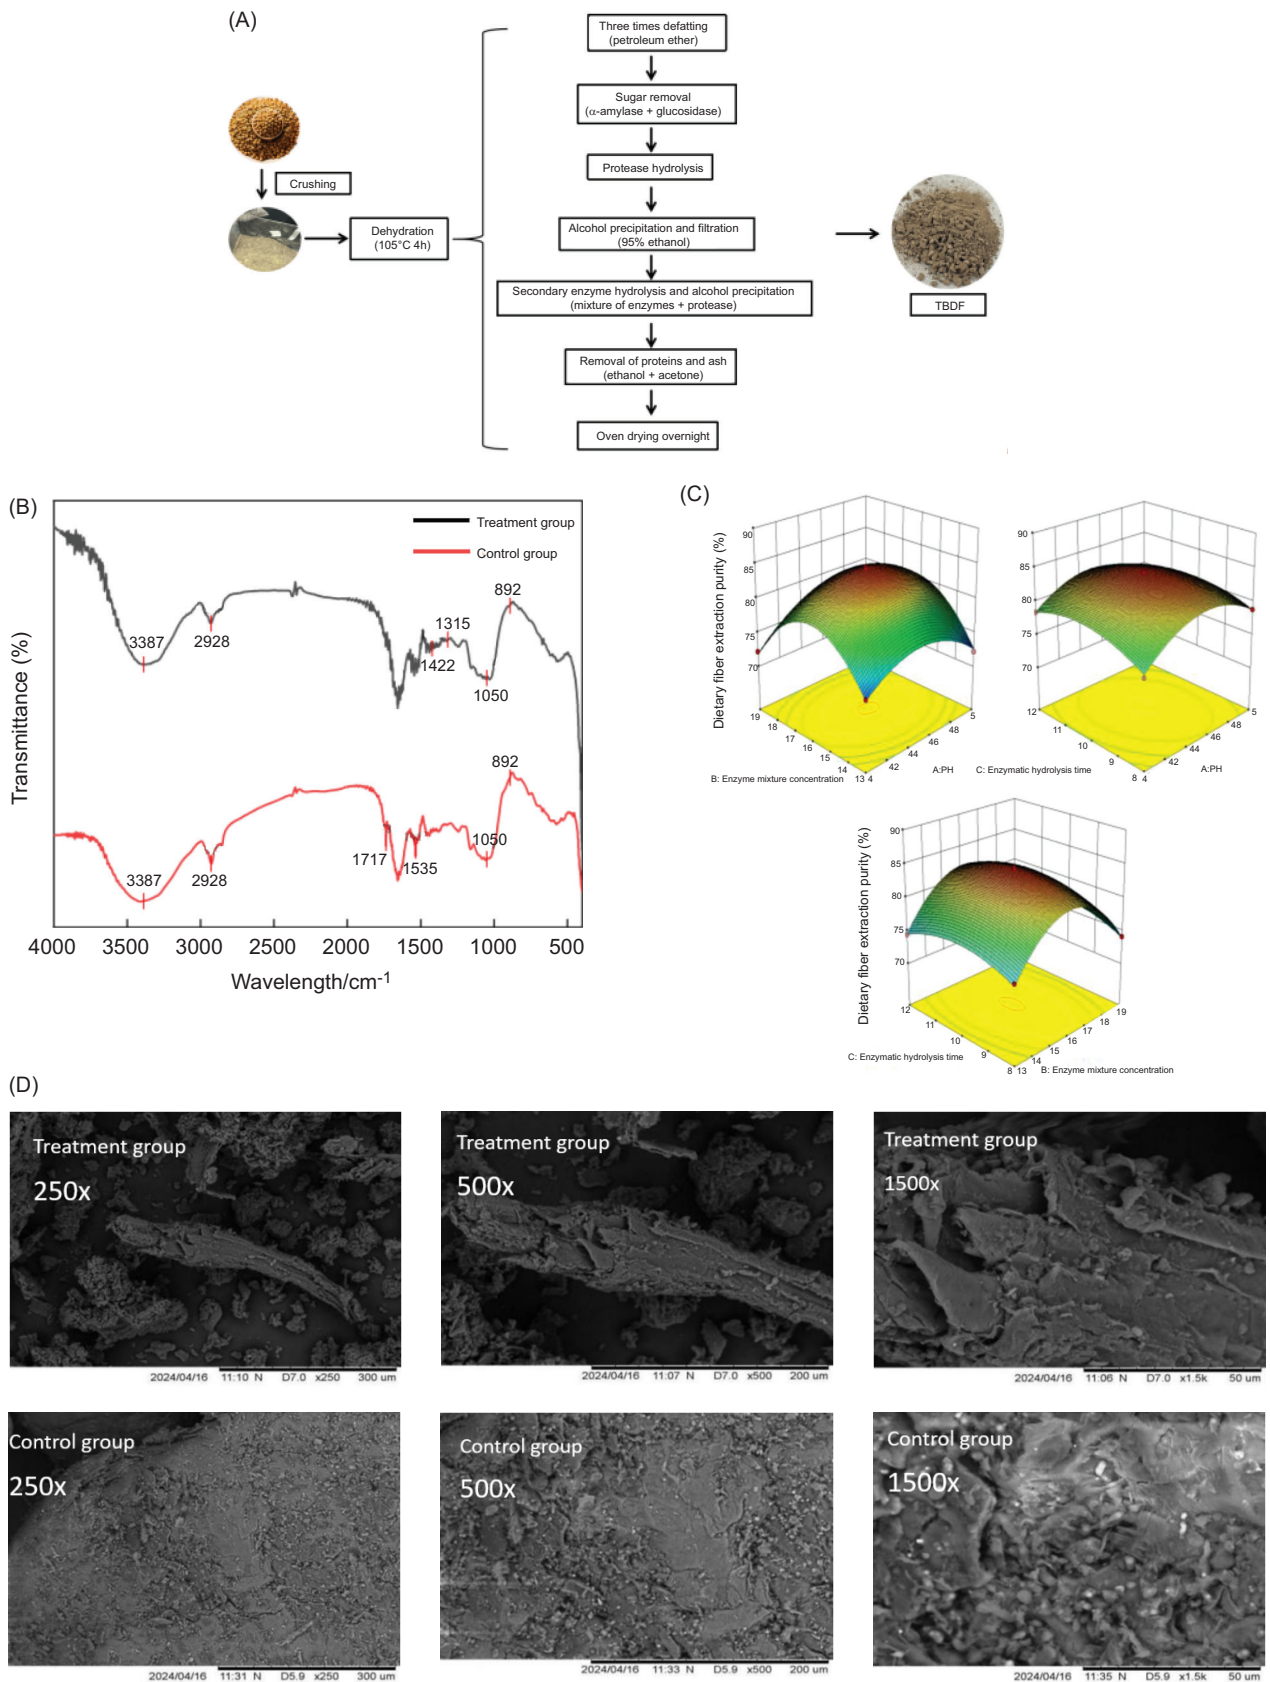 (A)
Three times defatting
(petroleum ether)
Sugar removal
(α-amylase + glucosidase)
Crushing
Protease hydrolysis
Dehydration
(105°C 4h)
Alcohol precipitation and filtration
(95% ethanol)
Secondary enzyme hydrolysis and alcohol precipitation
(mixture of enzymes + protease)
TBDF
Removal of proteins and ash
(ethanol + acetone)
Oven drying overnight
(B)
Transmittance (%)
Treatment group
Control group
3387
2928
1422
1315
1050
892
3387
2928
1717
1535
1050
892
4000 3500 3000 2500 2000 1500 1000 500
Wavelength/cm-1
(C)
Dietary fiber extraction purity (%)
90
85
80
75
70
19
18
17
16
15
14
13
4
42
44
46
48
5
B: Enzyme mixture concentration
A:PH
90
85
80
75
70
12
11
10
9
8
4
42
44
46
48
5
C: Enzymatic hydrolysis time
A:PH
Dietary fiber extraction purity (%)
90
85
80
75
70
12
11
10
9
8
13
14
15
16
17
18
19
C: Enzymatic hydrolysis time
B: Enzyme mixture concentration
(D)
Treatment group
250x
2024/04/16 11:10 N D7.0 x250 300 um
Treatment group
500x
2024/04/16 11:07 N D7.0 x500 200 um
Treatment group
1500x
2024/04/16 11:06 N D7.0 x1.5k 50 um
Control group
250x
2024/04/16 11:31 N D5.9 x250 300 um
Control group
500x
2024/04/16 11:33 N D5.9 x500 200 um
Control group
1500x
2024/04/16 11:35 N D5.9 x1.5k 50 um